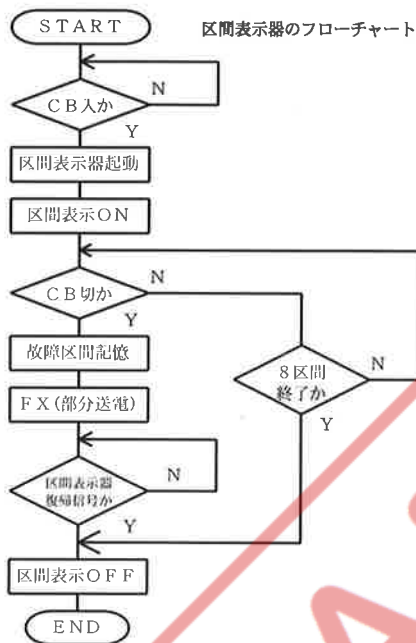 区間表示器のフローチャート
START
CB入か
N
Y
区間表示器起動
区間表示ON
CB切か
N
Y
故障区間記憶
FX(部分送電)
8区間
終了か
N
Y
区間表示器
復帰信号か
N
Y
区間表示OFF
END